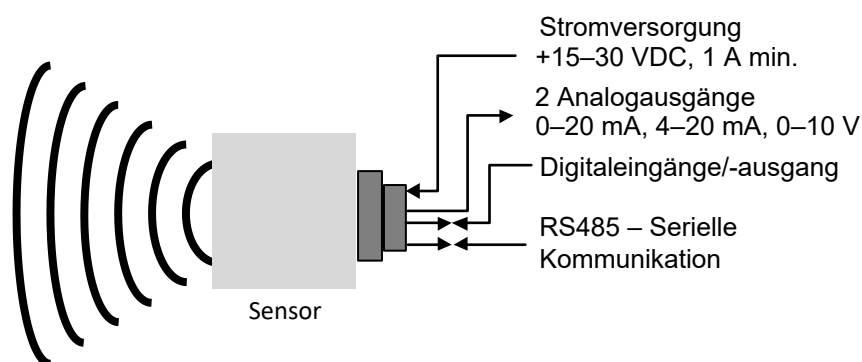 Stromversorgung
+15–30 VDC, 1 A min.
2 Analogausgänge
0–20 mA, 4–20 mA, 0–10 V
Digitaleingänge/-ausgang
RS485 – Serielle
Kommunikation
Sensor